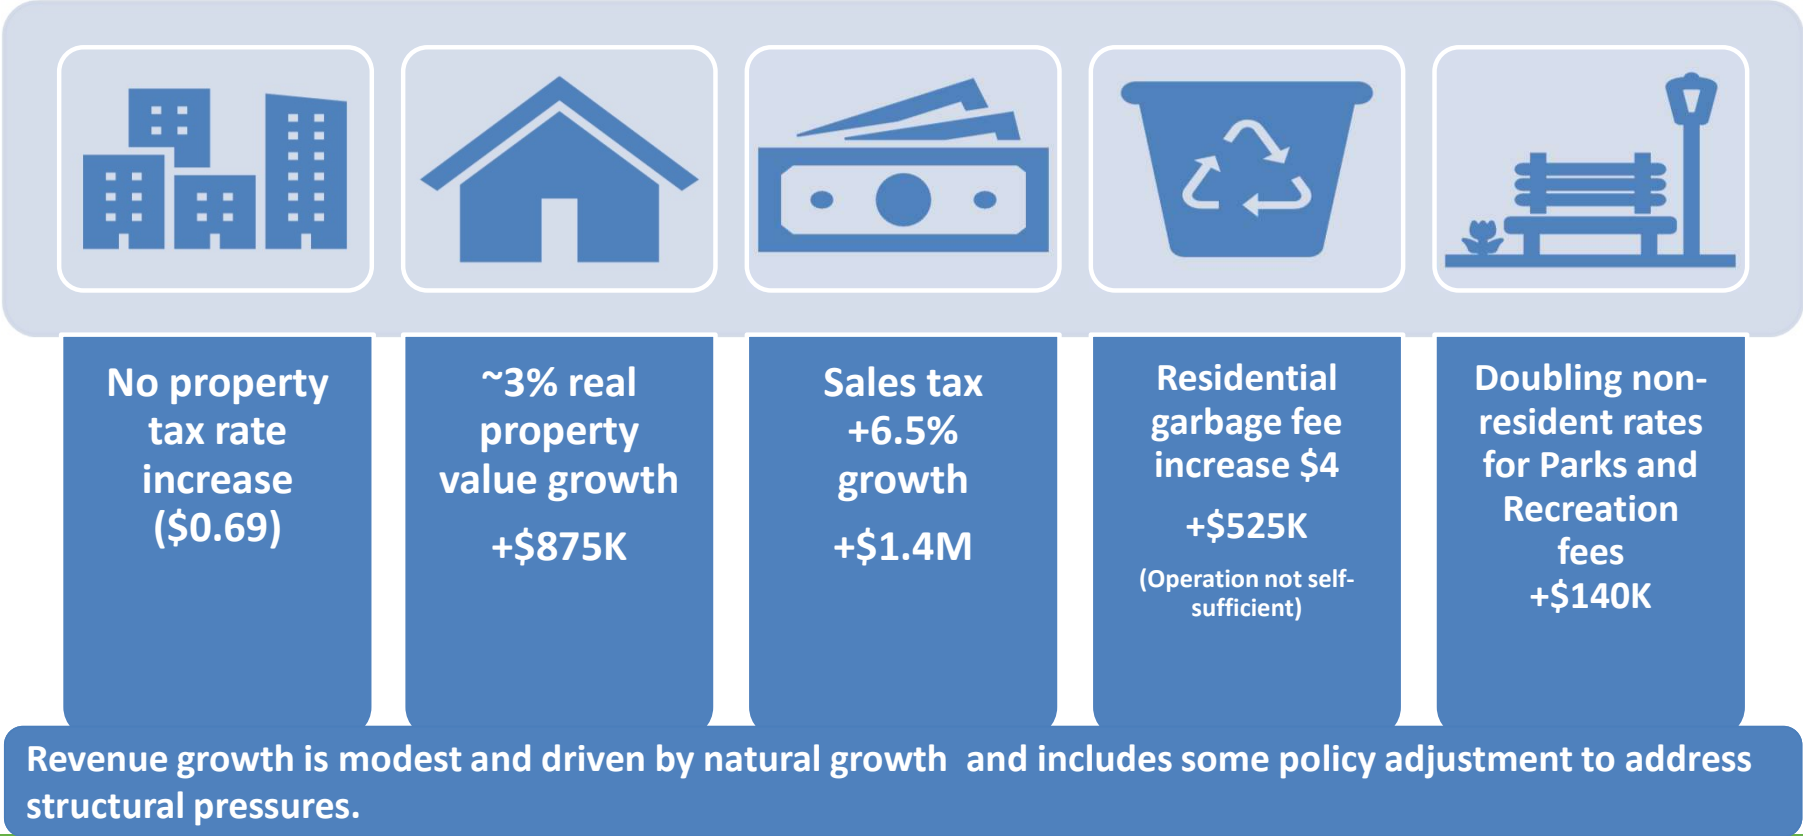 No property
tax rate
increase
($0.69)
~3% real
property
value growth
+$875K
Sales tax
+6.5%
growth
+$1.4M
Residential
garbage fee
increase $4
+$525K
(Operation not self-
sufficient)
Doubling non-
resident rates
for Parks and
Recreation
fees
+$140K
Revenue growth is modest and driven by natural growth  and includes some policy adjustment to address
structural pressures.